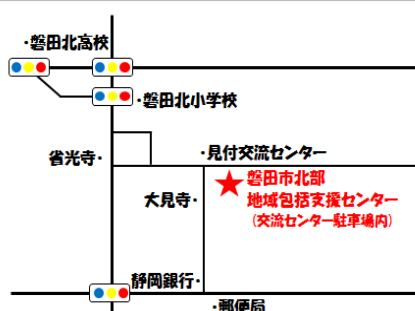 ・磐田北高校
・磐田北小学校
省光寺・
・見付交流センター
磐田市北部
地域包括支援センター
(交流センター駐車場内)
大見寺・
静岡銀行・
・郵便局